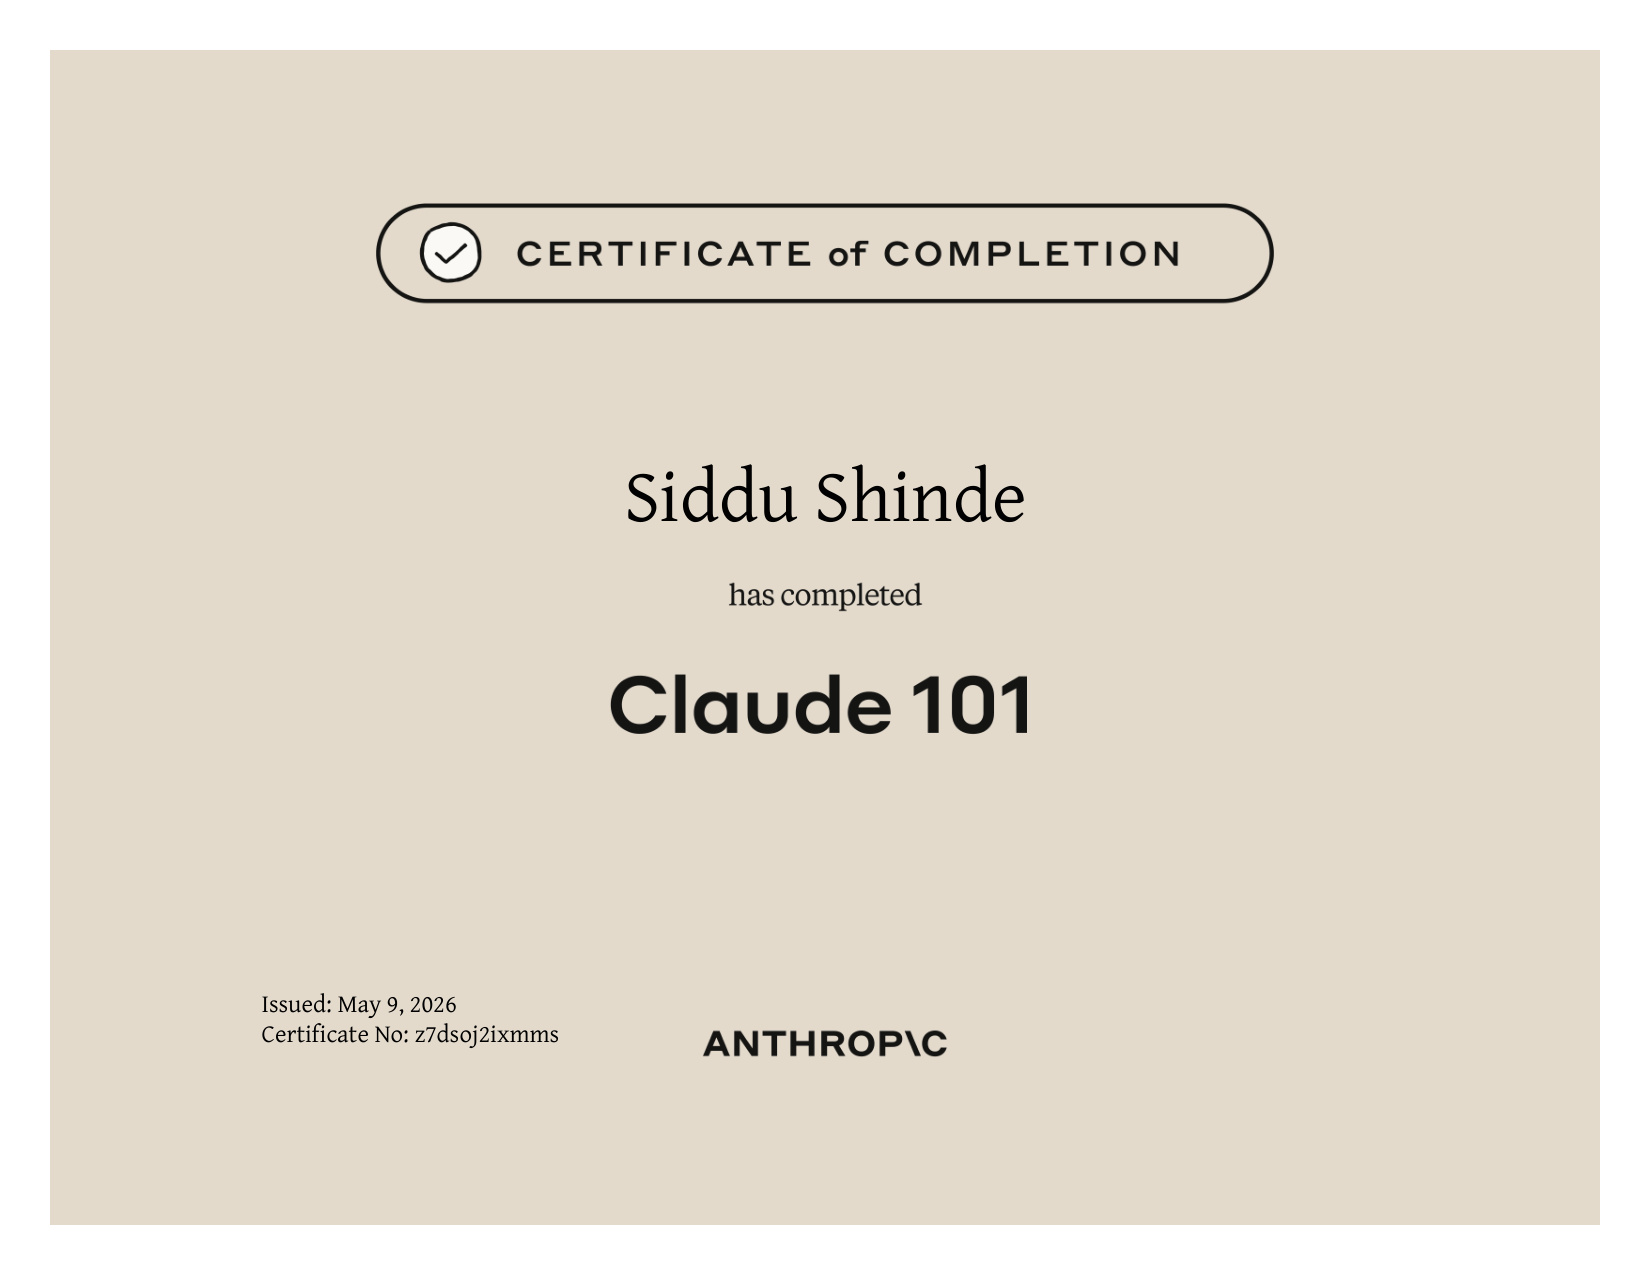 CERTIFICATE of COMPLETION
Siddu Shinde
has completed
Claude 101
Issued: May 9, 2026
Certificate No: z7dsoj2ixmms
ANTHROP\C